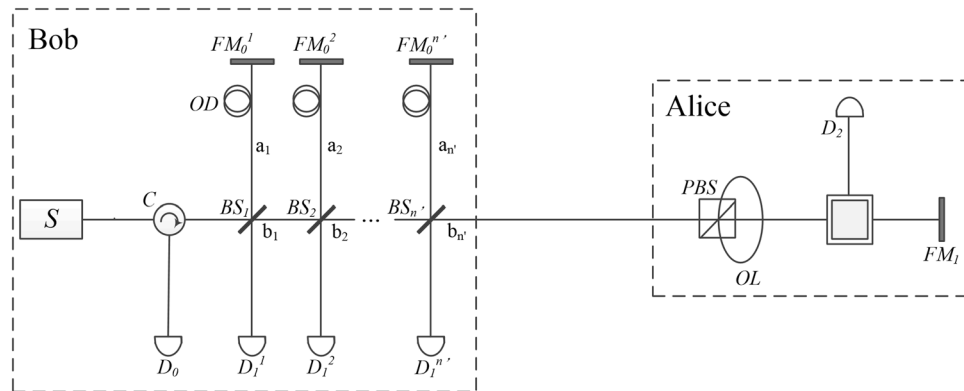 Bob
FM₀¹ FM₀² FM₀ⁿ’
OD
a₁ a₂ aₙ'
Alice
D₂
S C BS₁ BS₂ ... BSₙ’ PBS
b₁ b₂ bₙ'
FM₁
OL
D₀ D₁¹ D₁² D₁ⁿ’